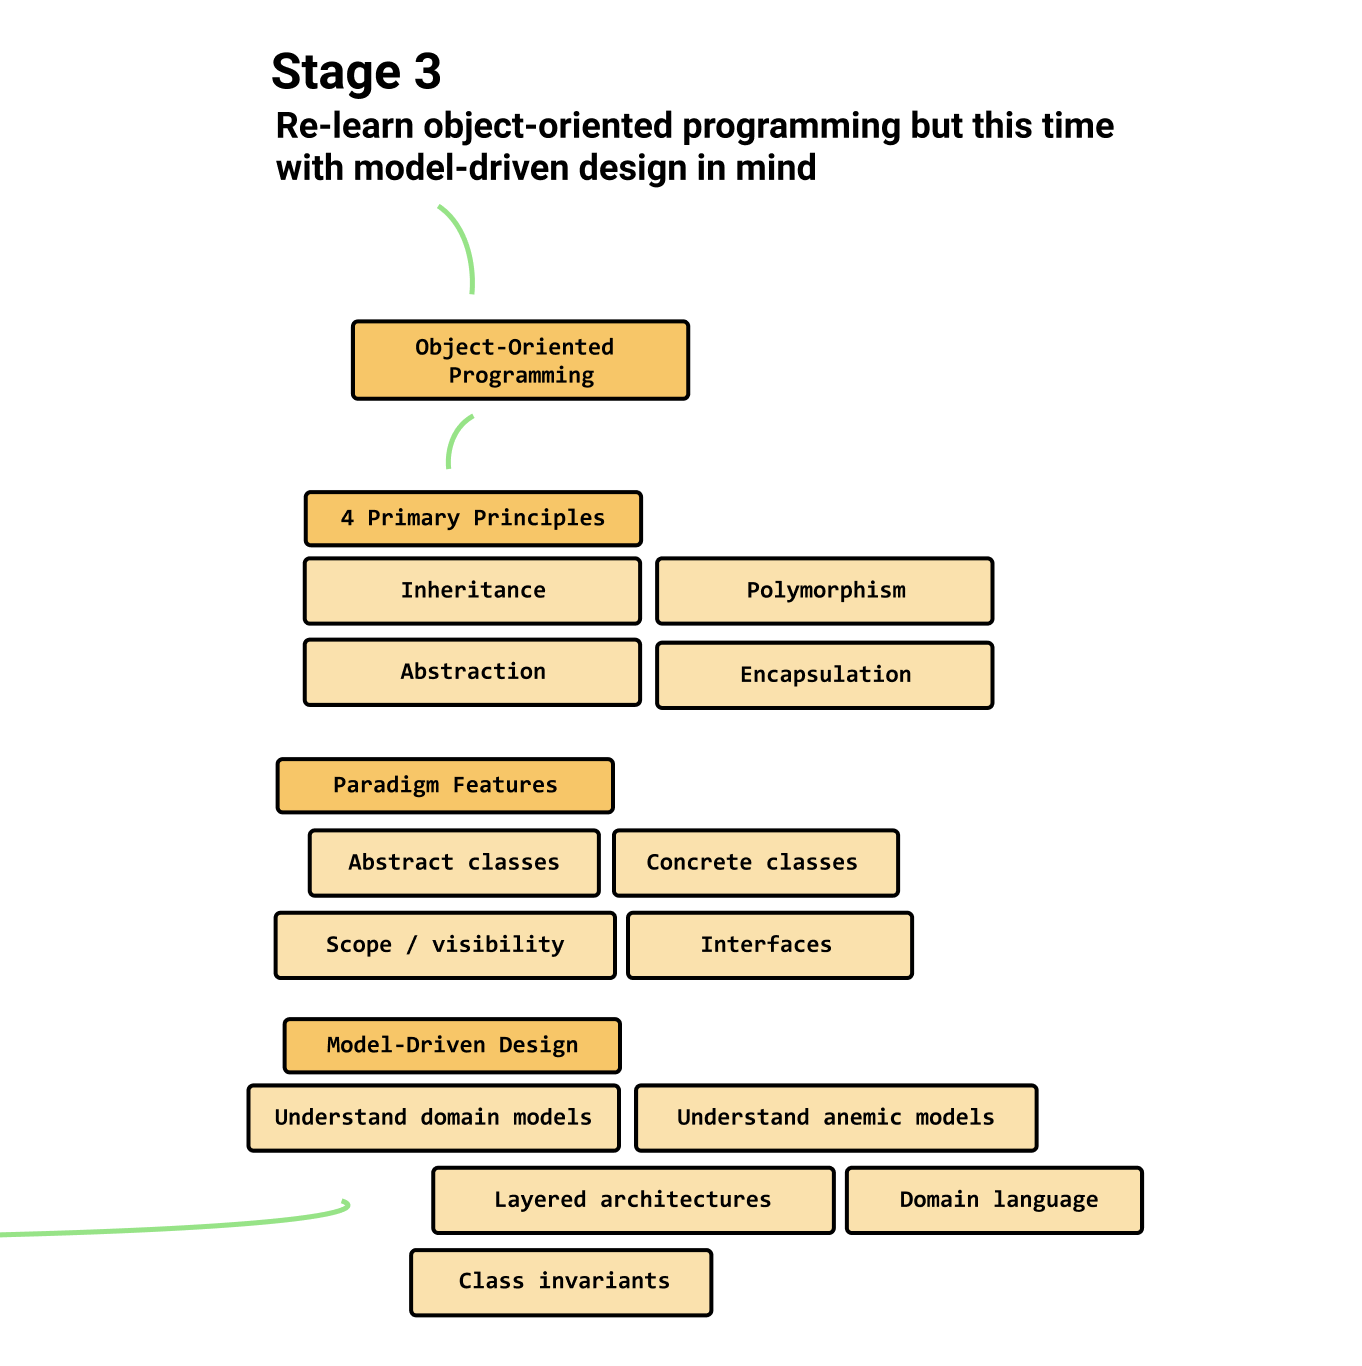 Stage 3
Re-learn object-oriented programming but this time
with model-driven design in mind
Object-Oriented
Programming
4 Primary Principles
Inheritance
Polymorphism
Abstraction
Encapsulation
Paradigm Features
Abstract classes
Concrete classes
Scope / visibility
Interfaces
Model-Driven Design
Understand domain models
Understand anemic models
Layered architectures
Domain language
Class invariants